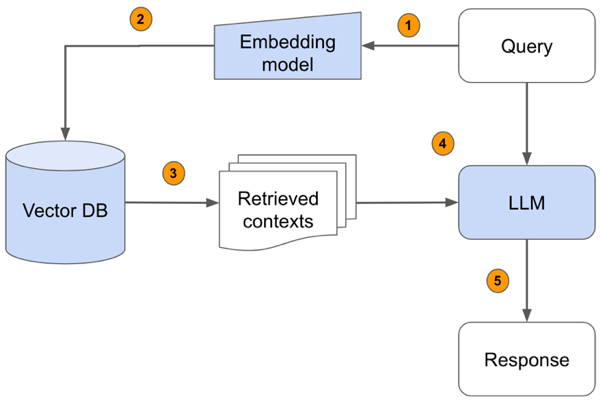 2
Embedding
model
1
Query
Vector DB
3
Retrieved
contexts
4
LLM
5
Response